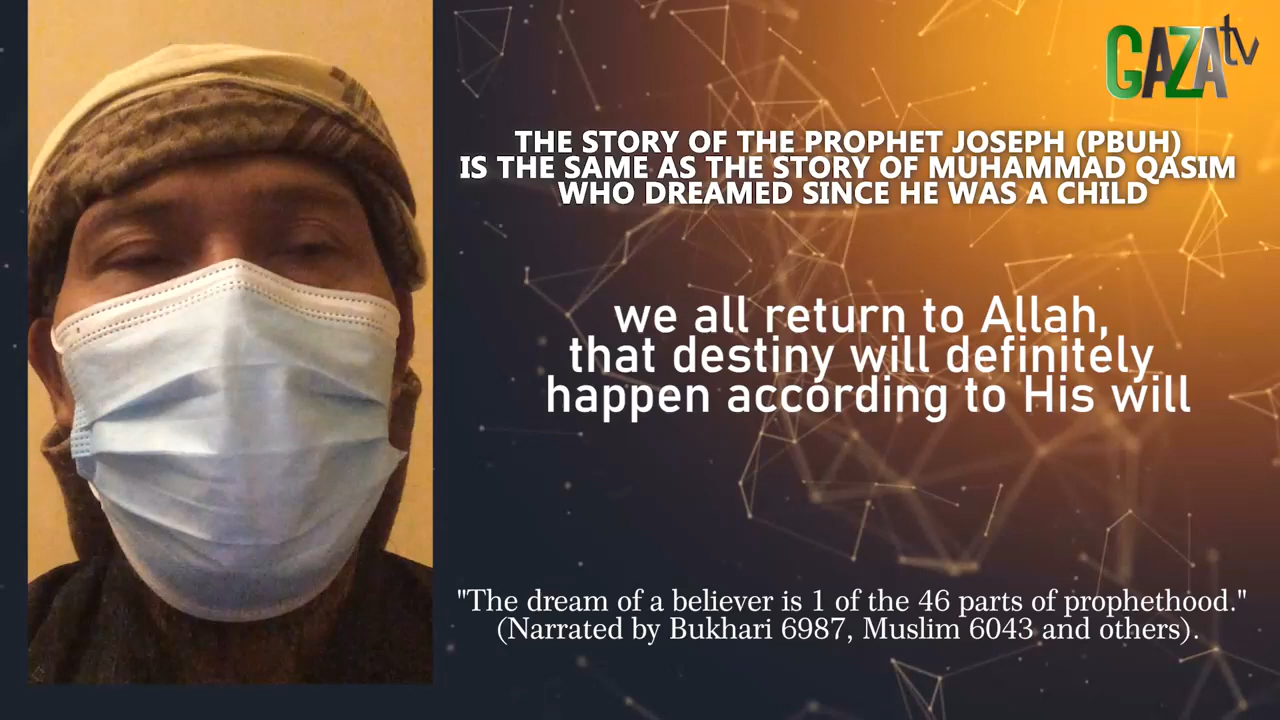 GAZA tv
THE STORY OF THE PROPHET JOSEPH (PBUH)
IS THE SAME AS THE STORY OF MUHAMMAD QASIM
WHO DREAMED SINCE HE WAS A CHILD
we all return to Allah,
that destiny will definitely
happen according to His will
"The dream of a believer is 1 of the 46 parts of prophethood."
(Narrated by Bukhari 6987, Muslim 6043 and others).